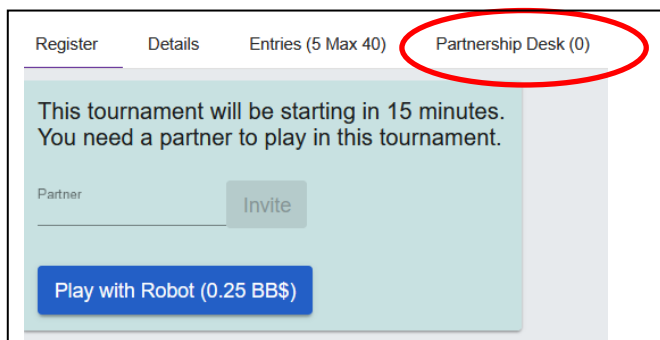 Register Details Entries (5 Max 40) Partnership Desk (0)
This tournament will be starting in 15 minutes.
You need a partner to play in this tournament.
Partner
Invite
Play with Robot (0.25 BB$)